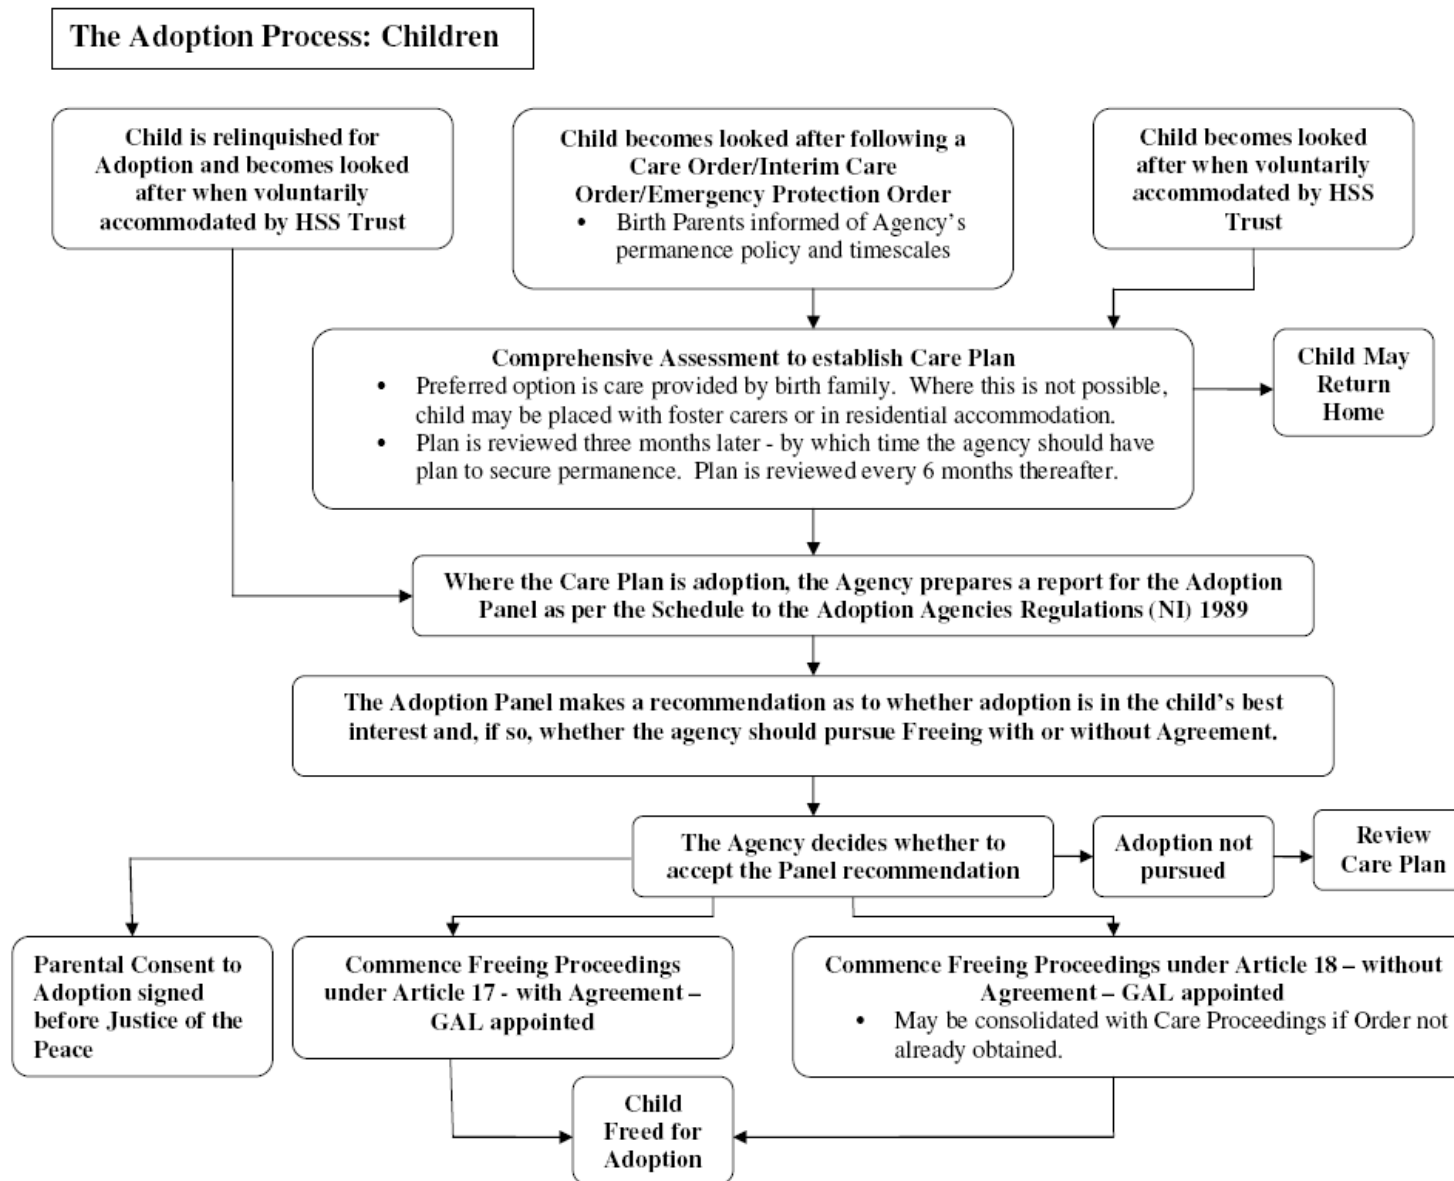 The Adoption Process: Children
Child is relinquished for
Adoption and becomes looked
after when voluntarily
accommodated by HSS Trust
Child becomes looked after following a
Care Order/Interim Care
Order/Emergency Protection Order
• Birth Parents informed of Agency's
permanence policy and timescales
Child becomes looked
after when voluntarily
accommodated by HSS
Trust
Comprehensive Assessment to establish Care Plan
• Preferred option is care provided by birth family. Where this is not possible,
child may be placed with foster carers or in residential accommodation.
• Plan is reviewed three months later - by which time the agency should have
plan to secure permanence. Plan is reviewed every 6 months thereafter.
Child May
Return
Home
Where the Care Plan is adoption, the Agency prepares a report for the Adoption
Panel as per the Schedule to the Adoption Agencies Regulations (NI) 1989
The Adoption Panel makes a recommendation as to whether adoption is in the child's best
interest and, if so, whether the agency should pursue Freeing with or without Agreement.
The Agency decides whether to
accept the Panel recommendation
Adoption not
pursued
Review
Care Plan
Parental Consent to
Adoption signed
before Justice of the
Peace
Commence Freeing Proceedings
under Article 17 - with Agreement –
GAL appointed
Commence Freeing Proceedings under Article 18 – without
Agreement – GAL appointed
• May be consolidated with Care Proceedings if Order not
already obtained.
Child
Freed for
Adoption